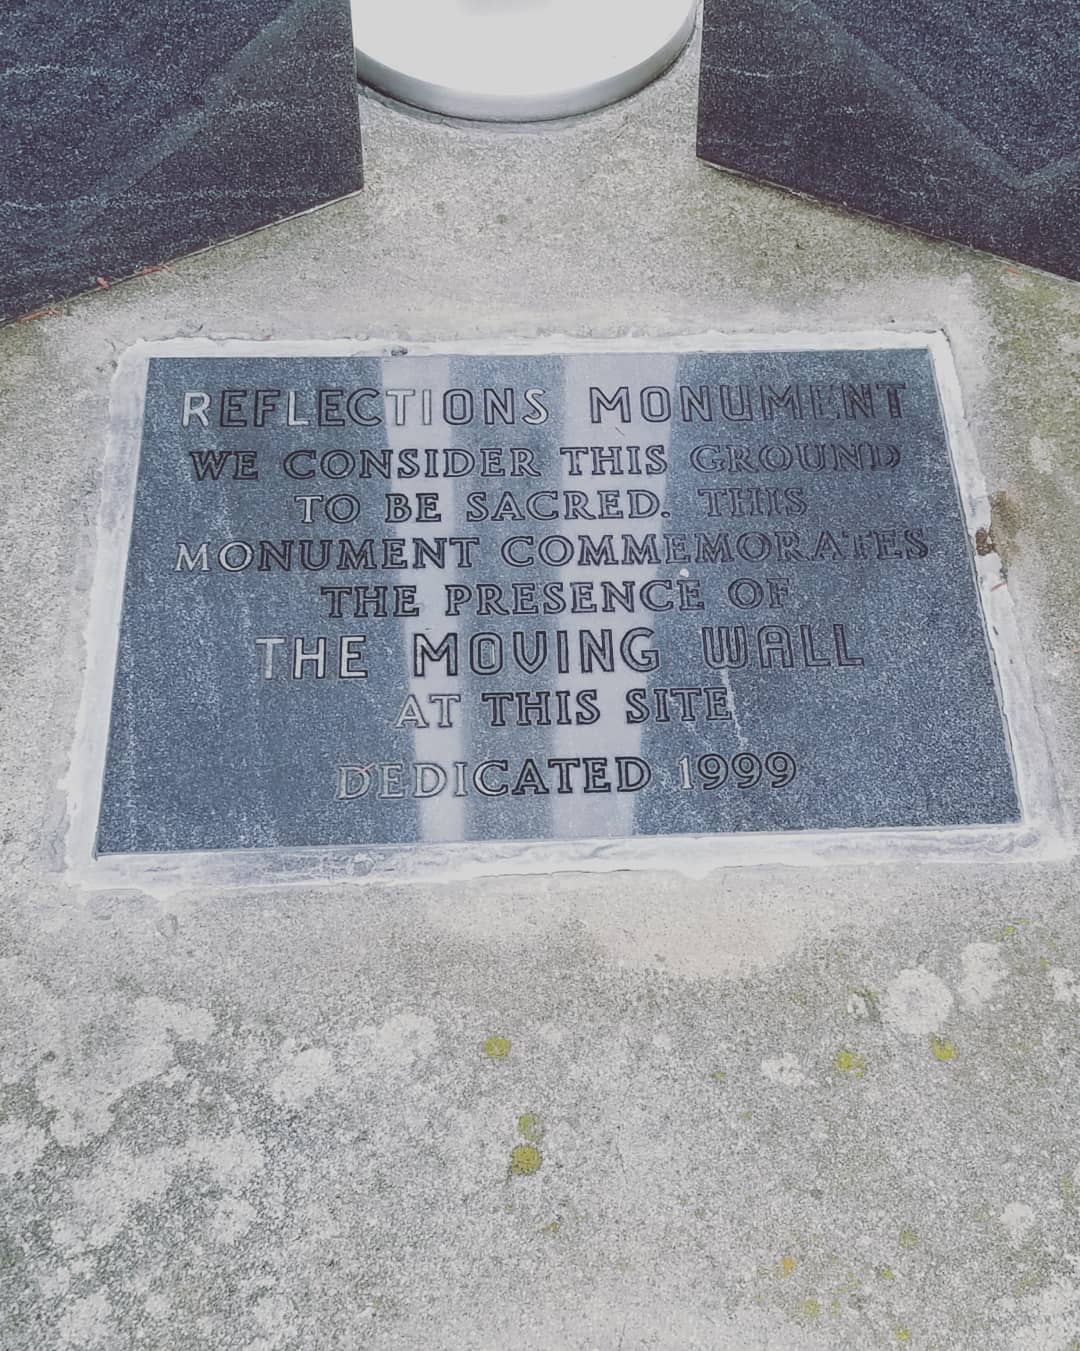 REFLECTIONS MONUMENT
WE CONSIDER THIS GROUND
TO BE SACRED. THIS
MONUMENT COMMEMORATES
THE PRESENCE OF
THE MOVING WALL
AT THIS SITE
DEDICATED 1999